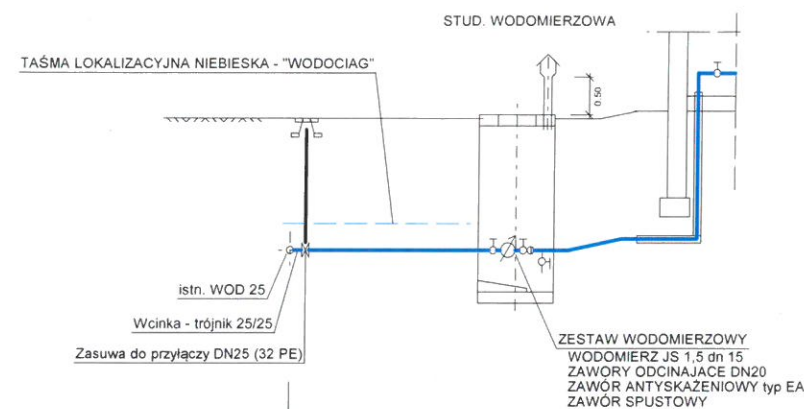 STUD. WODOMIERZOWA
TAŚMA LOKALIZACYJNA NIEBIESKA - "WODOCIAG"
0.50
istn. WOD 25
Wcinka - trójnik 25/25
Zasuwa do przyłączy DN25 (32 PE)
ZESTAW WODOMIERZOWY
WODOMIERZ JS 1,5 dn 15
ZAWORY ODCINAJACE DN20
ZAWÓR ANTYSKAŻENIOWY typ EA
ZAWÓR SPUSTOWY